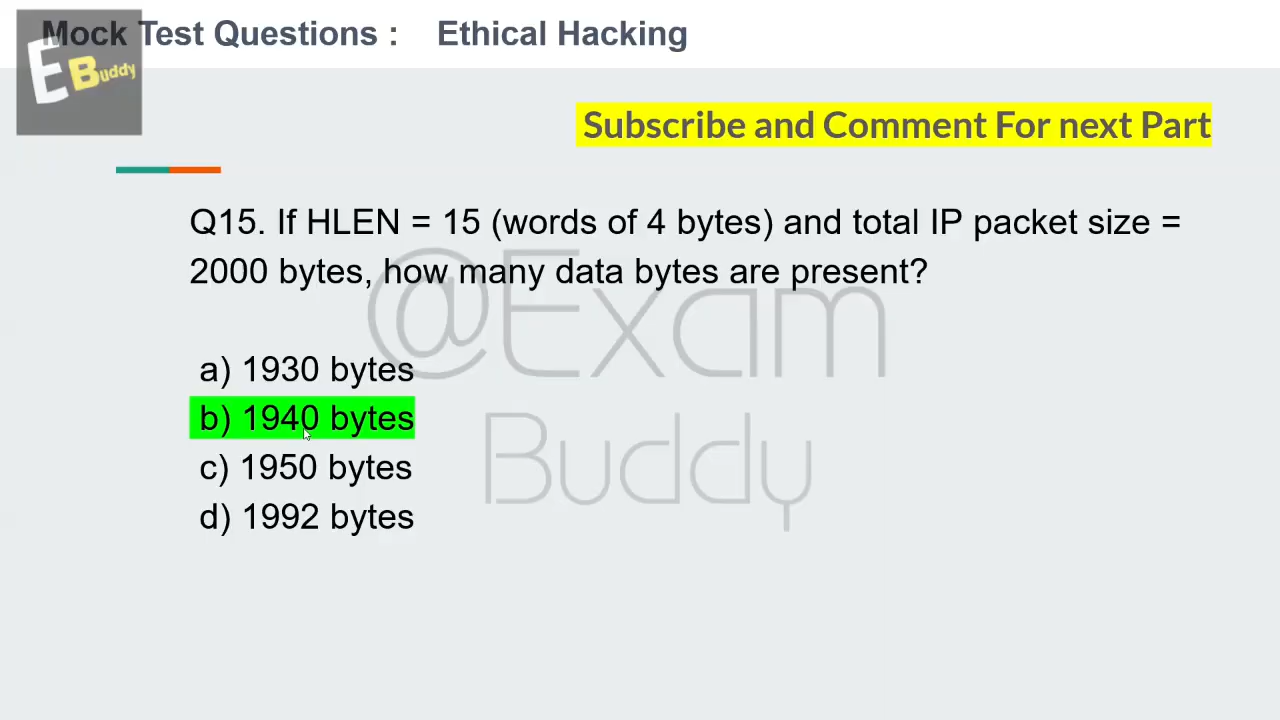 Mock Test Questions : Ethical Hacking
E Buddy
Subscribe and Comment For next Part
Q15. If HLEN = 15 (words of 4 bytes) and total IP packet size =
2000 bytes, how many data bytes are present?
@Exam
a) 1930 bytes
b) 1940 bytes
Buddy
c) 1950 bytes
d) 1992 bytes